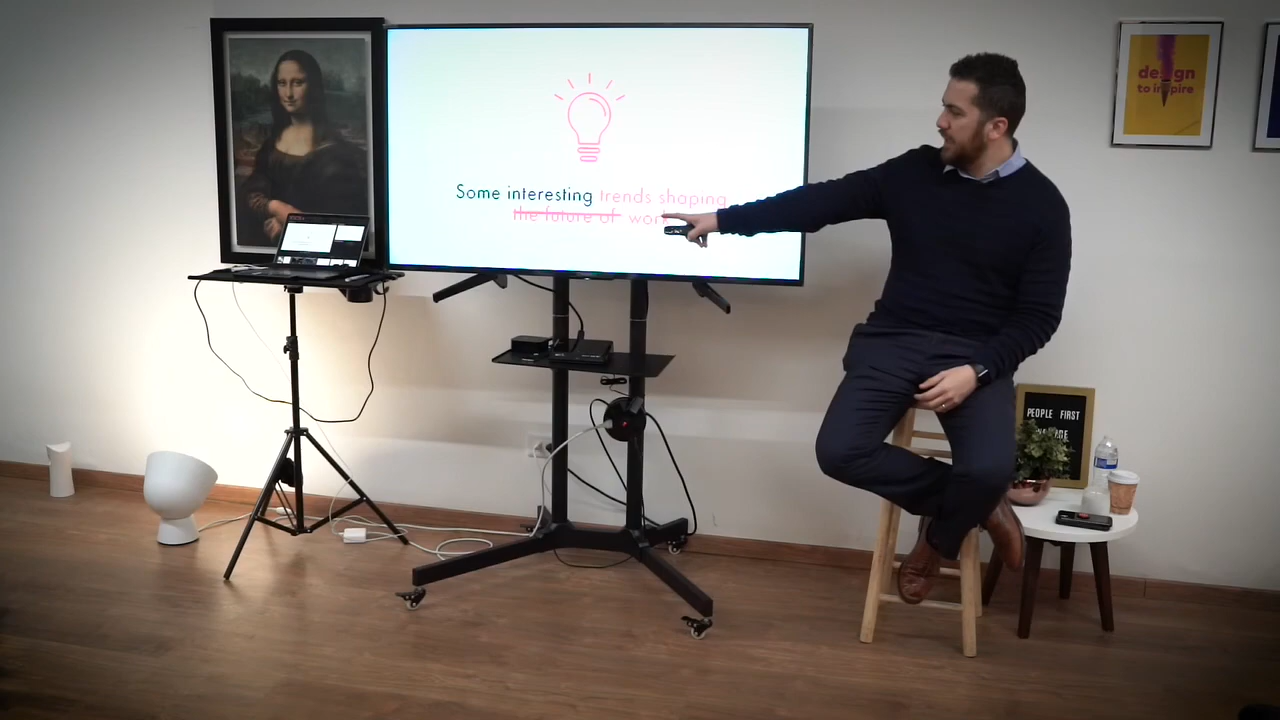 Some interesting trends shaping
the future of work
design
to inspire
PEOPLE FIRST